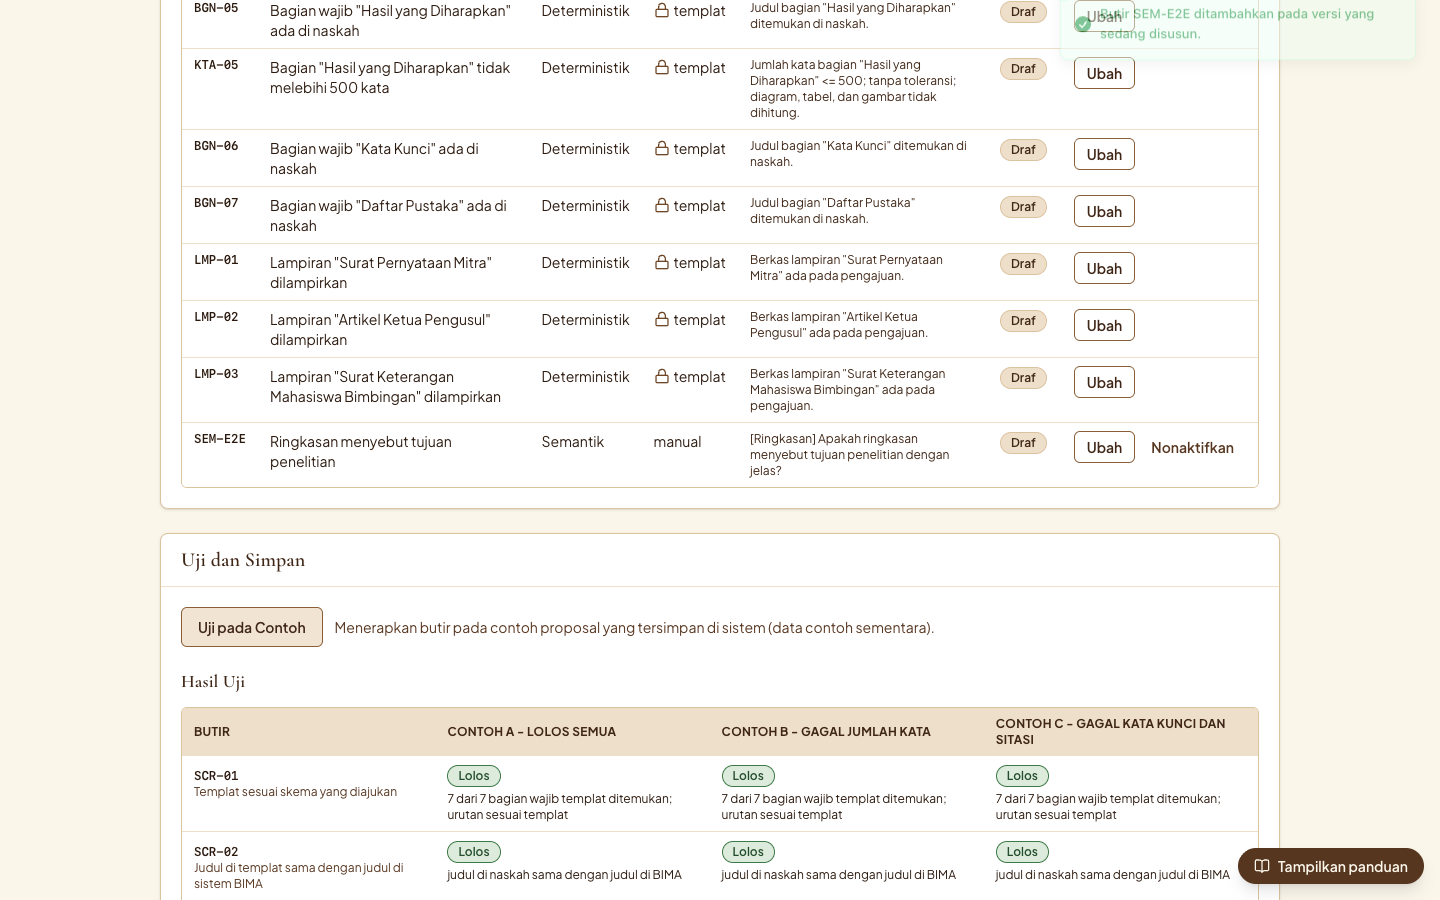 BGN-05
Bagian wajib "Hasil yang Diharapkan"
ada di naskah
Deterministik
templat
Judul bagian "Hasil yang Diharapkan"
ditemukan di naskah.
Draf
Ubah
Butir SEM-E2E ditambahkan pada versi yang
sedang disusun.
KTA-05
Bagian "Hasil yang Diharapkan" tidak
melebihi 500 kata
Deterministik
templat
Jumlah kata bagian "Hasil yang
Diharapkan" <= 500; tanpa toleransi;
diagram, tabel, dan gambar tidak
dihitung.
Draf
Ubah
BGN-06
Bagian wajib "Kata Kunci" ada di
naskah
Deterministik
templat
Judul bagian "Kata Kunci" ditemukan di
naskah.
Draf
Ubah
BGN-07
Bagian wajib "Daftar Pustaka" ada di
naskah
Deterministik
templat
Judul bagian "Daftar Pustaka"
ditemukan di naskah.
Draf
Ubah
LMP-01
Lampiran "Surat Pernyataan Mitra"
dilampirkan
Deterministik
templat
Berkas lampiran "Surat Pernyataan
Mitra" ada pada pengajuan.
Draf
Ubah
LMP-02
Lampiran "Artikel Ketua Pengusul"
dilampirkan
Deterministik
templat
Berkas lampiran "Artikel Ketua
Pengusul" ada pada pengajuan.
Draf
Ubah
LMP-03
Lampiran "Surat Keterangan
Mahasiswa Bimbingan" dilampirkan
Deterministik
templat
Berkas lampiran "Surat Keterangan
Mahasiswa Bimbingan" ada pada
pengajuan.
Draf
Ubah
SEM-E2E
Ringkasan menyebut tujuan
penelitian
Semantik
manual
[Ringkasan] Apakah ringkasan
menyebut tujuan penelitian dengan
jelas?
Draf
Ubah
Nonaktifkan
Uji dan Simpan
Uji pada Contoh
Menerapkan butir pada contoh proposal yang tersimpan di sistem (data contoh sementara).
Hasil Uji
BUTIR
CONTOH A - LOLOS SEMUA
CONTOH B - GAGAL JUMLAH KATA
CONTOH C - GAGAL KATA KUNCI DAN
SITASI
SCR-01
Templat sesuai skema yang diajukan
Lolos
7 dari 7 bagian wajib templat ditemukan;
urutan sesuai templat
Lolos
7 dari 7 bagian wajib templat ditemukan;
urutan sesuai templat
Lolos
7 dari 7 bagian wajib templat ditemukan;
urutan sesuai templat
SCR-02
Judul di templat sama dengan judul di
sistem BIMA
Lolos
judul di naskah sama dengan judul di BIMA
Lolos
judul di naskah sama dengan judul di BIMA
Lolos
judul di naskah sama dengan judul di BIMA
Tampilkan panduan